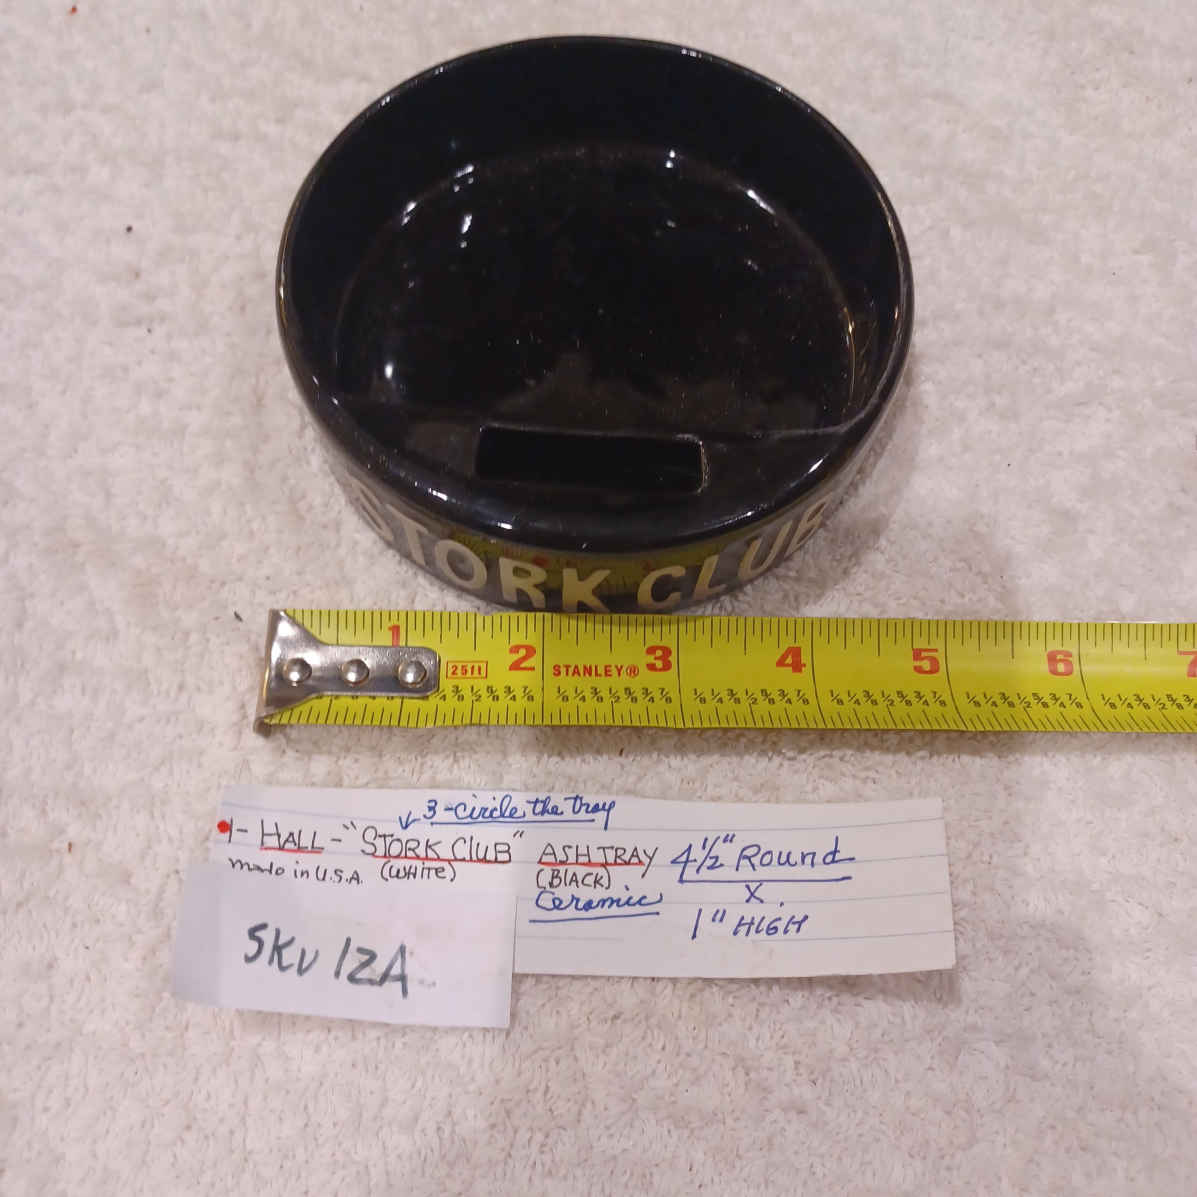 STORK CLUB
1 2 3 4 5 6 7
25ft STANLEY®
3-circle the tray
1- HALL - "STORK CLUB" ASHTRAY 4½" Round
made in U.S.A. (WHITE) (BLACK) X
Ceramic 1" HIGH
SKU 12A